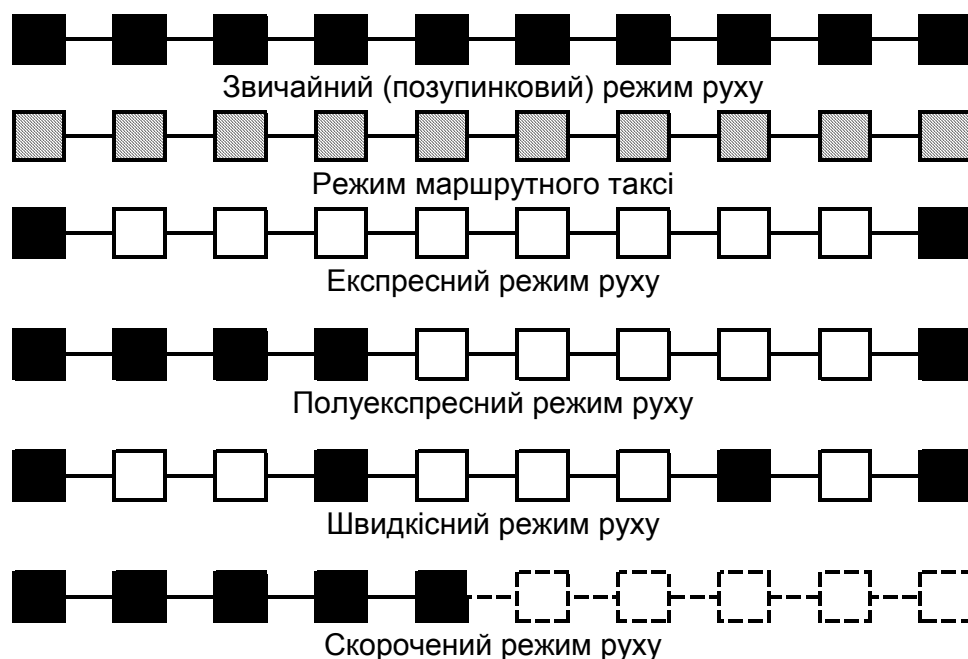 Звичайний (позупинковий) режим руху
Режим маршрутного таксі
Експресний режим руху
Полуекспресний режим руху
Швидкісний режим руху
Скорочений режим руху